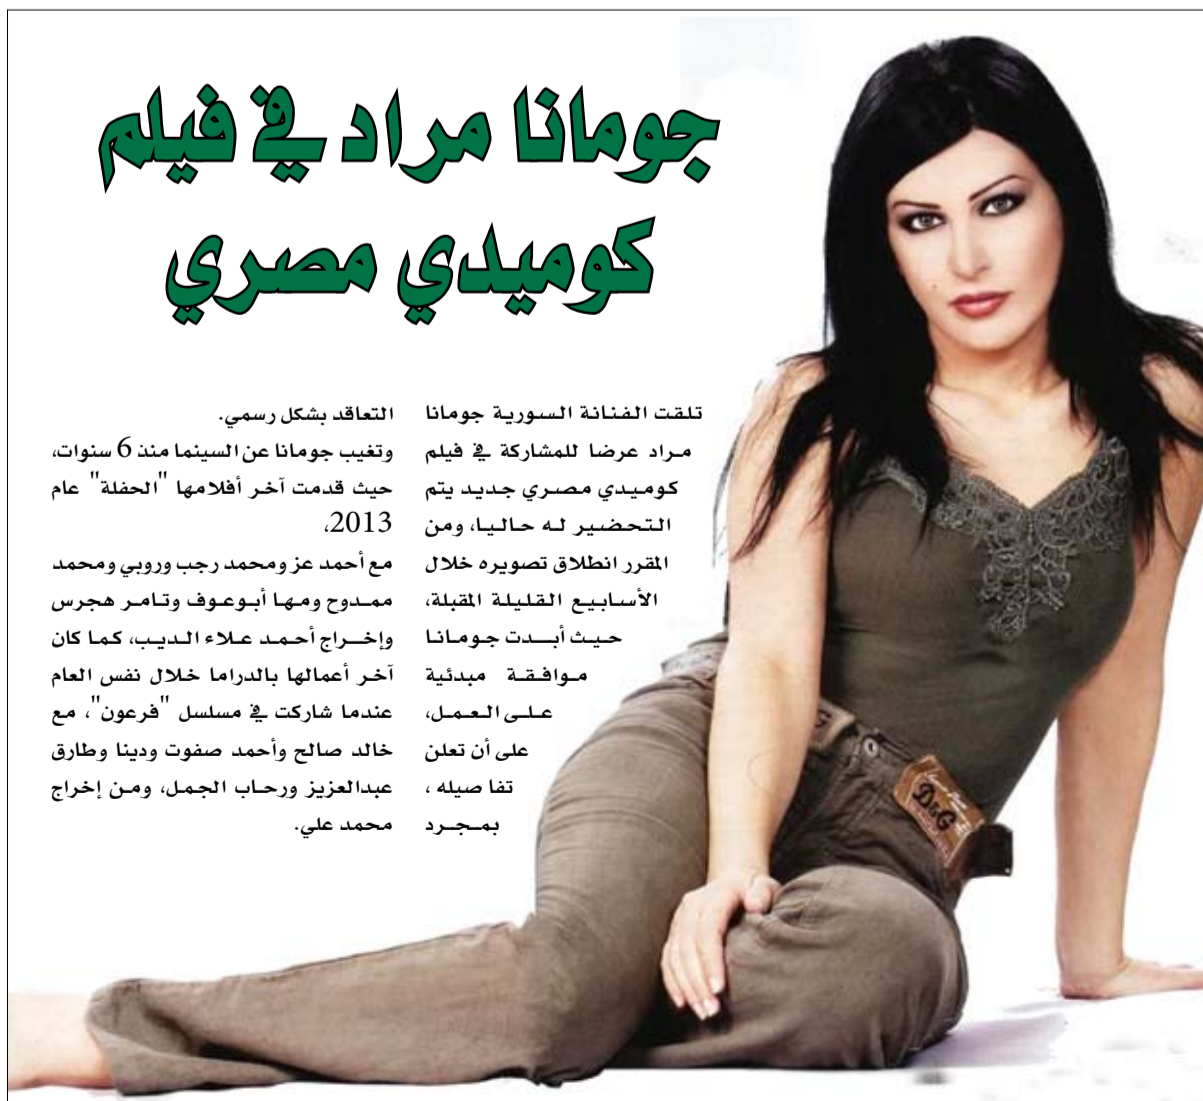 جومانا مراد في فيلم
كوميدي مصري
تلقت الفنانة السورية جومانا
مراد عرضا للمشاركة في فيلم
كوميدي مصري جديد يتم
التحضير له حاليا، ومن
المقرر انطلاق تصويره خلال
الأسابيع القليلة المقبلة،
حيث أبدت جومانا
موافقة مبدئية
على العمل،
على أن تعلن
تفا صيله ،
بمجرد
التعاقد بشكل رسمي.
وتغيب جومانا عن السينما منذ 6 سنوات،
حيث قدمت آخر أفلامها "الحفلة" عام
2013،
مع أحمد عز ومحمد رجب وروبي ومحمد
ممدوح ومها أبوعوف وتامر هجرس
وإخراج أحمد علاء الديب، كما كان
آخر أعمالها بالدراما خلال نفس العام
عندما شاركت في مسلسل "فرعون"، مع
خالد صالح وأحمد صفوت ودينا وطارق
عبدالعزيز ورحاب الجمل، ومن إخراج
محمد علي.
D&G